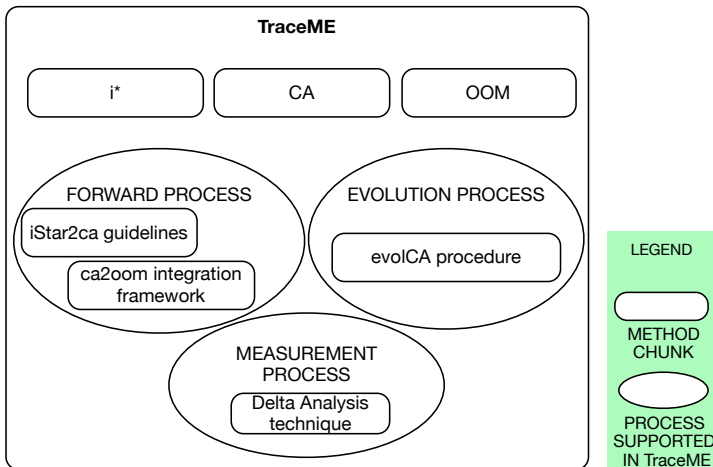 TraceME
i*
CA
OOM
FORWARD PROCESS
iStar2ca guidelines
ca2oom integration
framework
EVOLUTION PROCESS
evolCA procedure
MEASUREMENT
PROCESS
Delta Analysis
technique
LEGEND
METHOD
CHUNK
PROCESS
SUPPORTED
IN TraceME